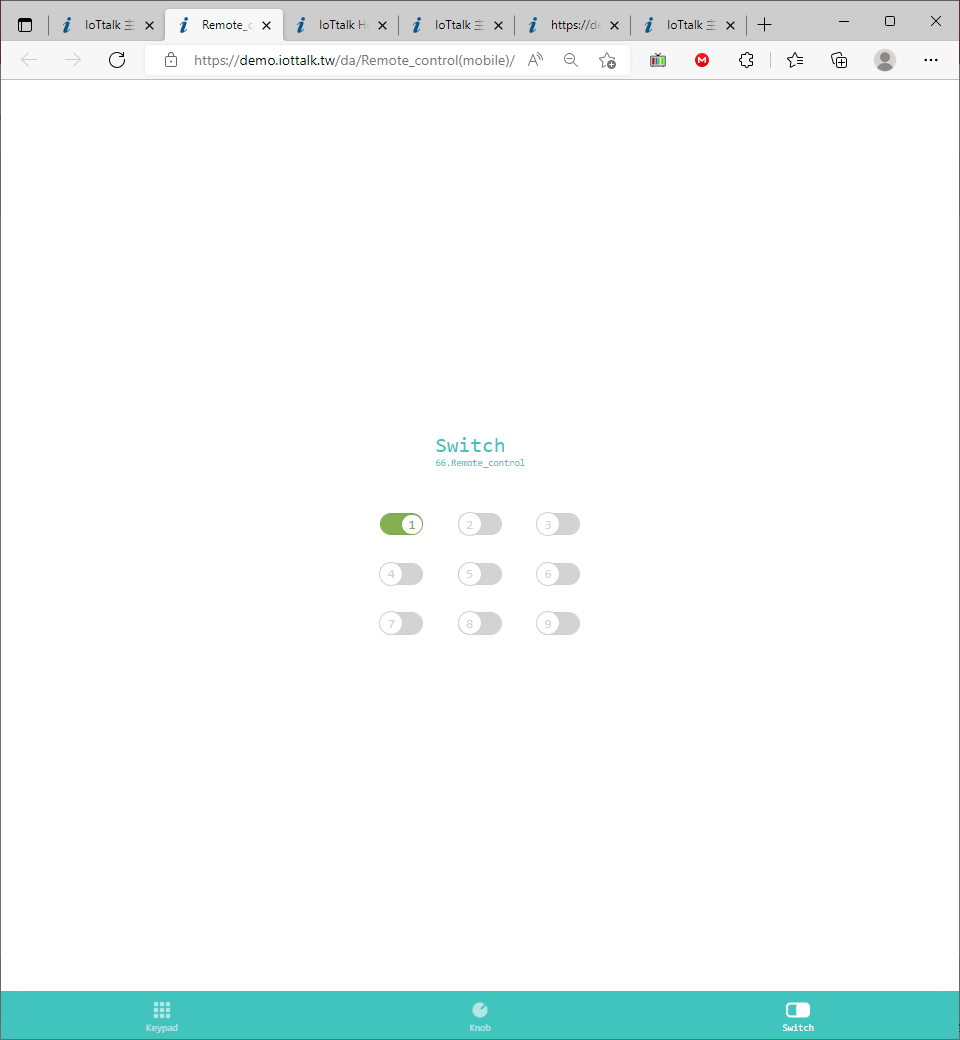 IoTtalk 主 Remote_c IoTtalk Ho IoTtalk 主 https://de IoTtalk 主
https://demo.iottalk.tw/da/Remote_control(mobile)/
Switch
66.Remote_control
1 2 3
4 5 6
7 8 9
Keypad Knob Switch